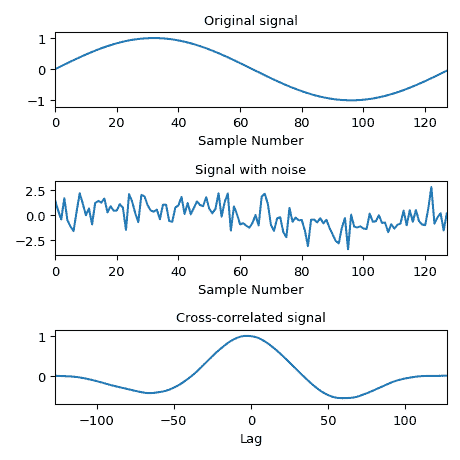 Original signal
1
0
−1
0 20 40 60 80 100 120
Sample Number
Signal with noise
2.5
0.0
−2.5
0 20 40 60 80 100 120
Sample Number
Cross-correlated signal
1
0
−100 −50 0 50 100
Lag